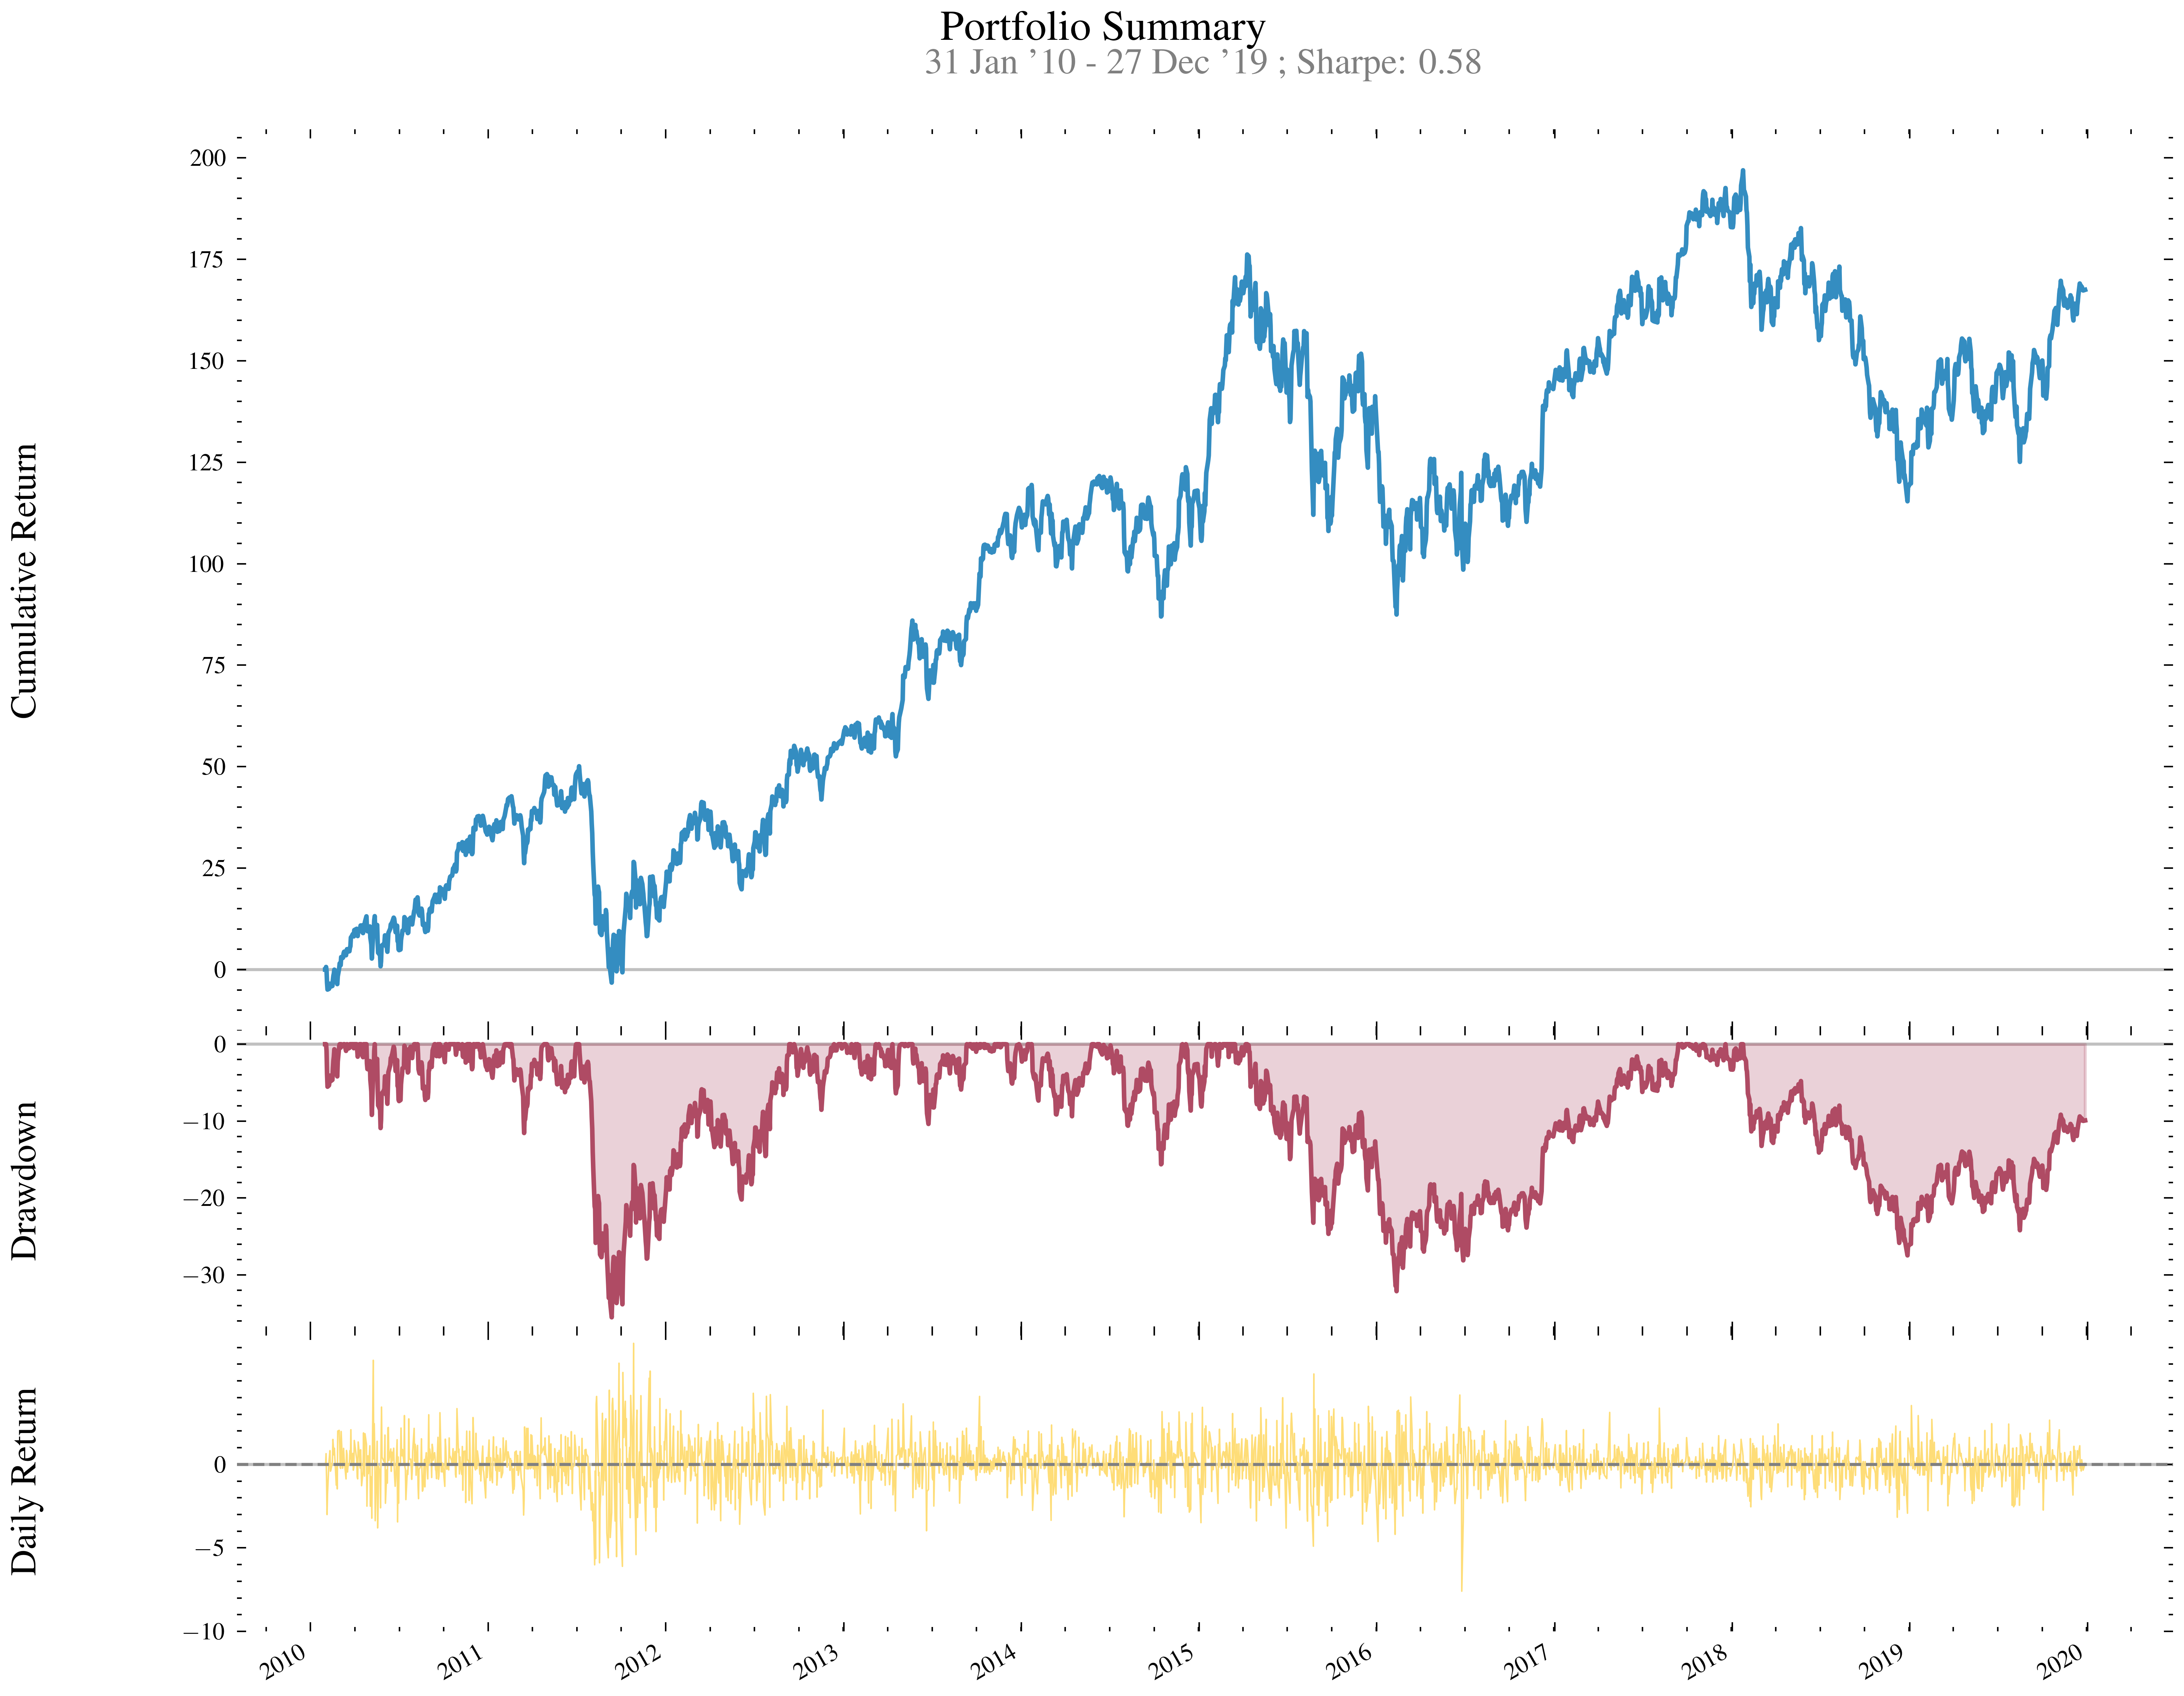 Portfolio Summary
31 Jan ’10 - 27 Dec ’19 ; Sharpe: 0.58
Cumulative Return
200
175
150
125
100
75
50
25
0
Drawdown
0
−10
−20
−30
Daily Return
0
−5
−10
2010 2011 2012 2013 2014 2015 2016 2017 2018 2019 2020